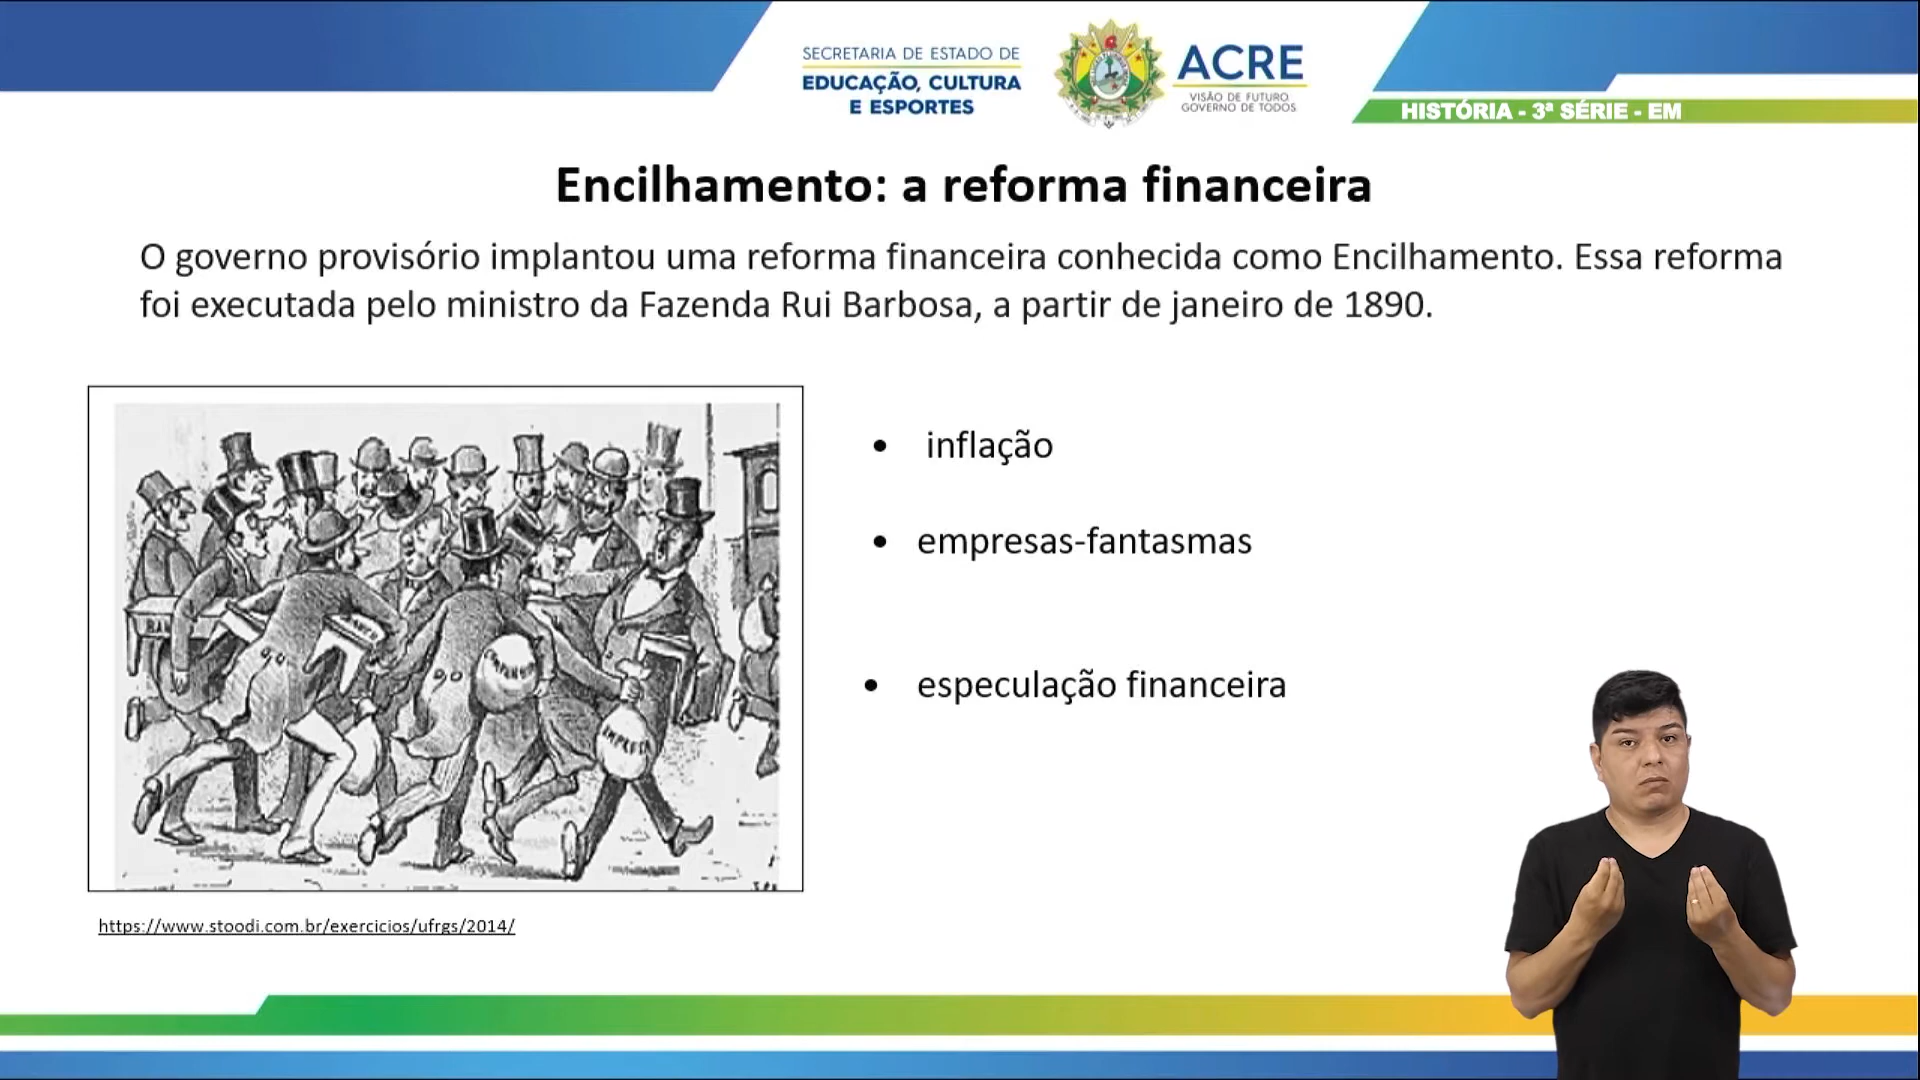 SECRETARIA DE ESTADO DE
EDUCAÇÃO, CULTURA
E ESPORTES
ACRE
VISÃO DE FUTURO.
GOVERNO DE TODOS.
HISTÓRIA - 3ª SÉRIE - EM
Encilhamento: a reforma financeira
O governo provisório implantou uma reforma financeira conhecida como Encilhamento. Essa reforma
foi executada pelo ministro da Fazenda Rui Barbosa, a partir de janeiro de 1890.
• inflação
• empresas-fantasmas
• especulação financeira
BAN
EMPRESA
https://www.stoodi.com.br/exercicios/ufrgs/2014/